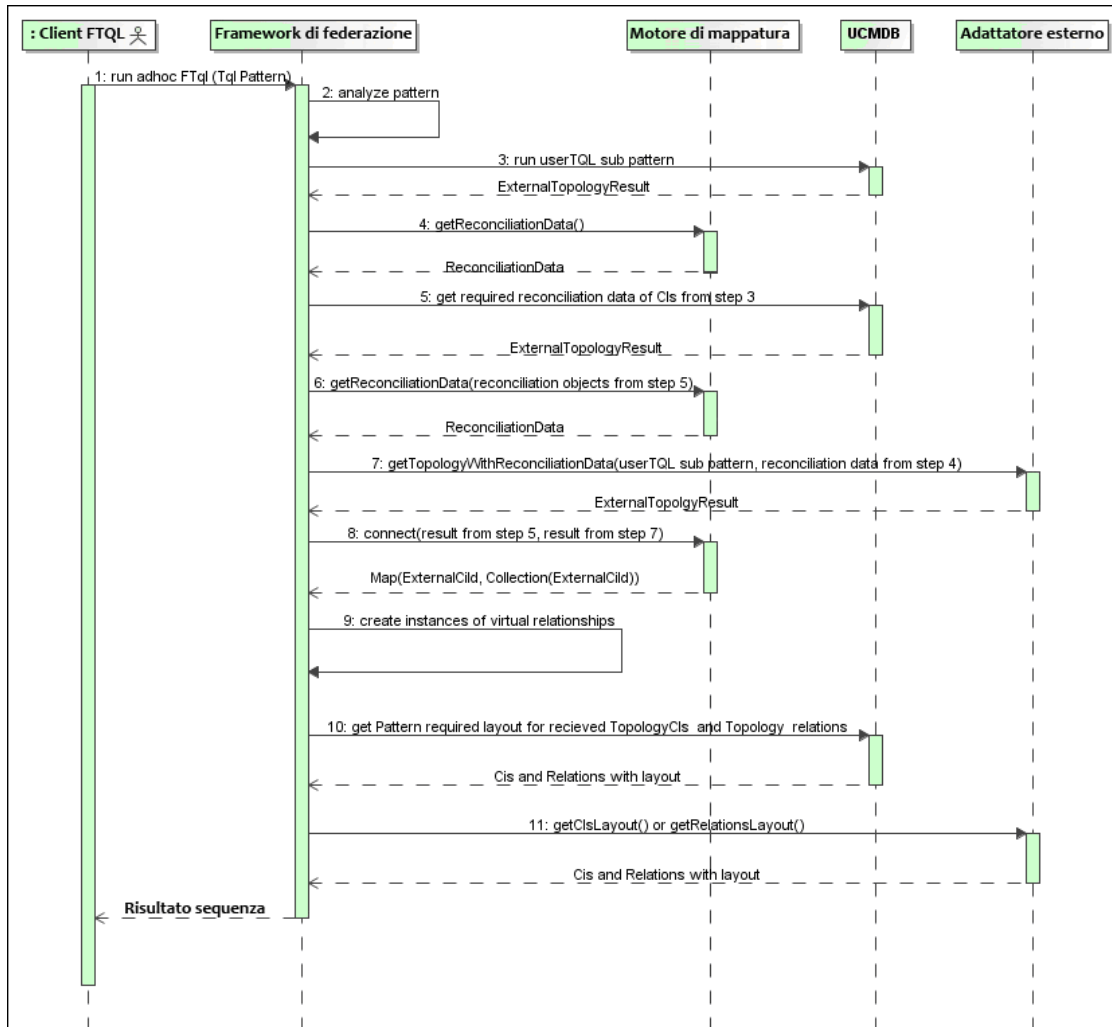 : Client FTQL
Framework di federazione
Motore di mappatura
UCMDB
Adattatore esterno
1: run adhoc FTql (Tql Pattern)
2: analyze pattern
3: run userTQL sub pattern
ExternalTopologyResult
4: getReconciliationData()
ReconciliationData
5: get required reconciliation data of CIs from step 3
ExternalTopologyResult
6: getReconciliationData(reconciliation objects from step 5)
ReconciliationData
7: getTopologyWithReconciliationData(userTQL sub pattern, reconciliation data from step 4)
ExternalTopolgyResult
8: connect(result from step 5, result from step 7)
Map(ExternalCiId, Collection(ExternalCiId))
9: create instances of virtual relationships
10: get Pattern required layout for recieved TopologyCIs and Topology relations
Cis and Relations with layout
11: getCIsLayout() or getRelationsLayout()
Cis and Relations with layout
Risultato sequenza